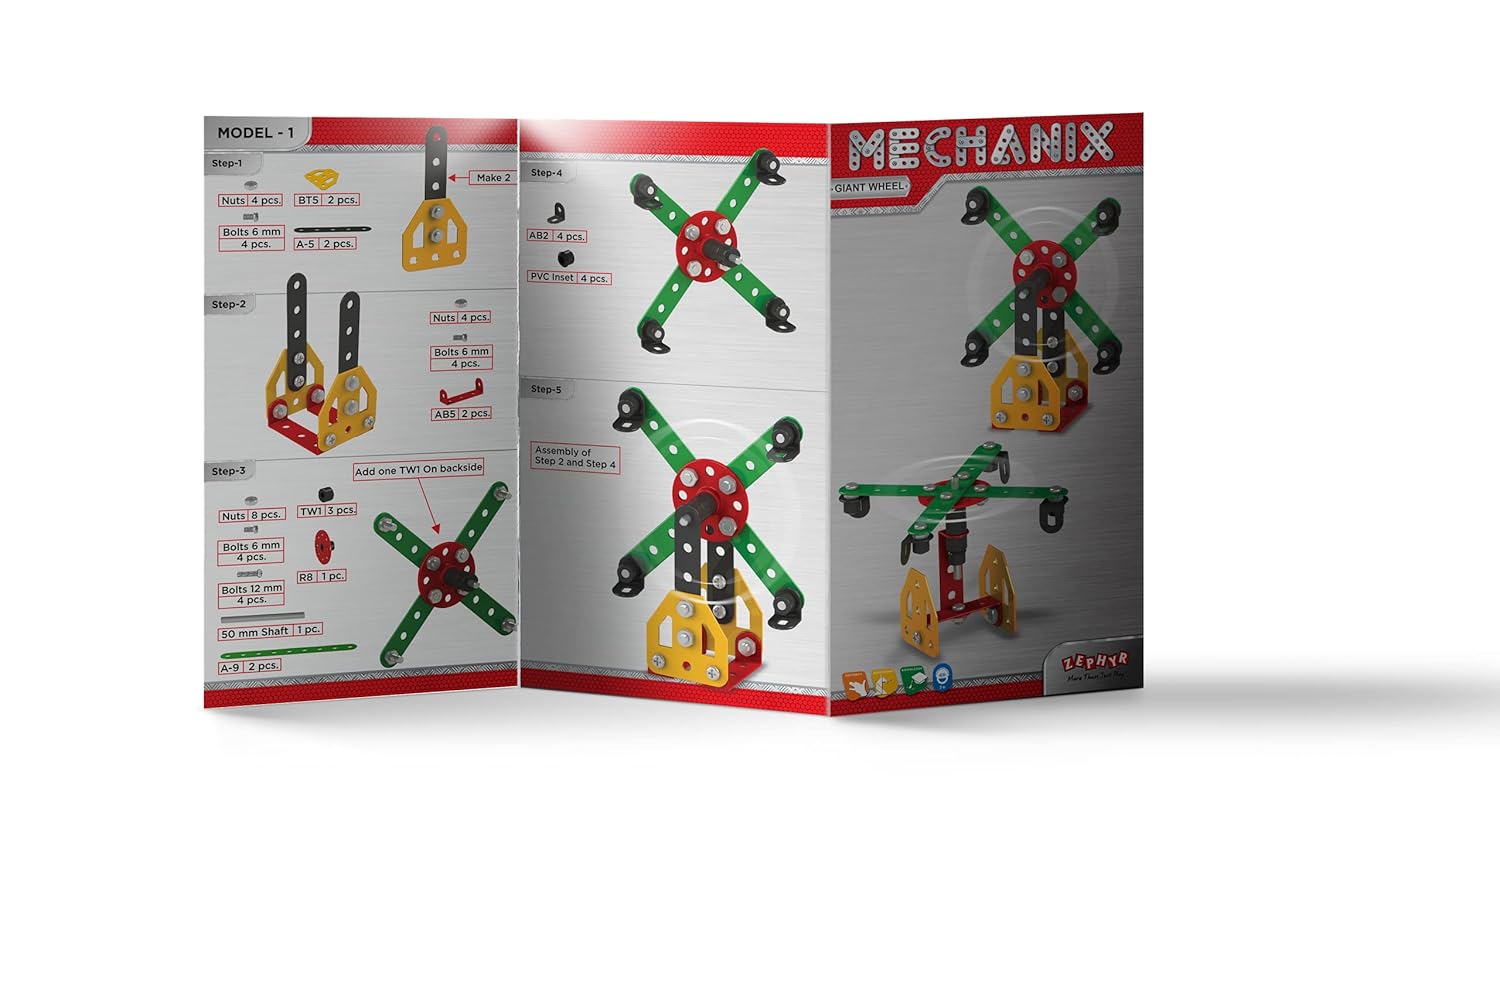 MODEL - 1
Step-1
Nuts 4 pcs.
BT5 2 pcs.
Bolts 6 mm
4 pcs.
A-5 2 pcs.
Make 2
Step-2
Nuts 4 pcs.
Bolts 6 mm
4 pcs.
AB5 2 pcs.
Step-3
Add one TW1 On backside
Nuts 8 pcs.
TW1 3 pcs.
Bolts 6 mm
4 pcs.
R8 1 pc.
Bolts 12 mm
4 pcs.
50 mm Shaft 1 pc.
A-9 2 pcs.
Step-4
AB2 4 pcs.
PVC Inset 4 pcs.
Step-5
Assembly of
Step 2 and Step 4
MECHANIX
GIANT WHEEL
ZEPHYR
More Than Just Play